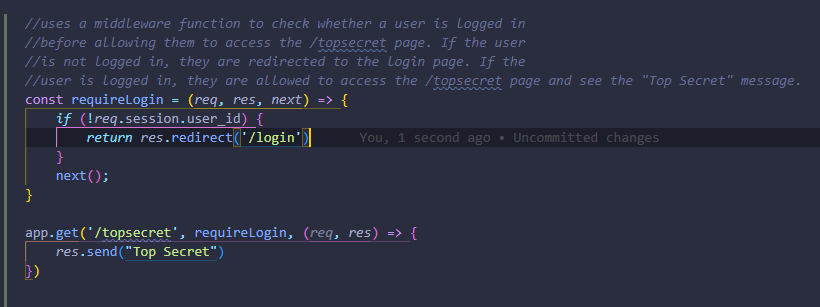 //uses a middleware function to check whether a user is logged in
//before allowing them to access the /topsecret page. If the user
//is not logged in, they are redirected to the login page. If the
//user is logged in, they are allowed to access the /topsecret page and see the "Top Secret" message.
const requireLogin = (req, res, next) => {
    if (!req.session.user_id) {
        return res.redirect('/login')      You, 1 second ago • Uncommitted changes
    }
    next();
}
app.get('/topsecret', requireLogin, (req, res) => {
    res.send("Top Secret")
})